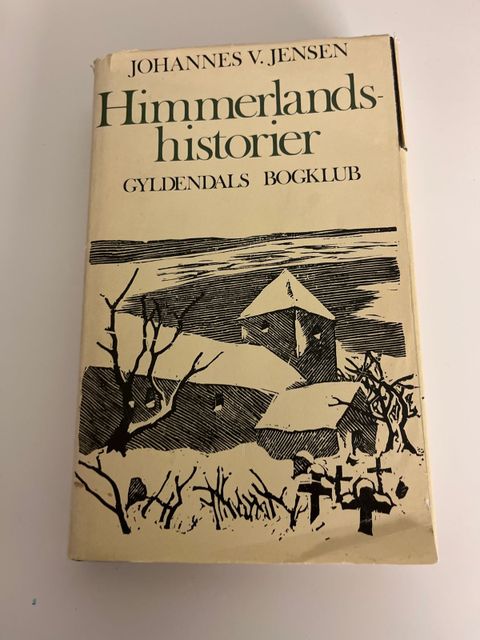 JOHANNES V. JENSEN
Himmerlands-
historier
GYLDENDALS BOGKLUB